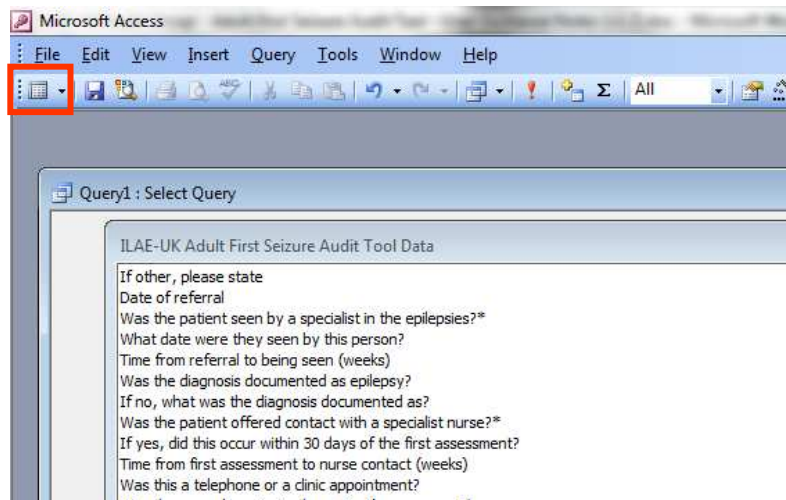 Microsoft Access
File Edit View Insert Query Tools Window Help
ABC Σ All
Query1 : Select Query
ILAE-UK Adult First Seizure Audit Tool Data
If other, please state
Date of referral
Was the patient seen by a specialist in the epilepsies?*
What date were they seen by this person?
Time from referral to being seen (weeks)
Was the diagnosis documented as epilepsy?
If no, what was the diagnosis documented as?
Was the patient offered contact with a specialist nurse?*
If yes, did this occur within 30 days of the first assessment?
Time from first assessment to nurse contact (weeks)
Was this a telephone or a clinic appointment?